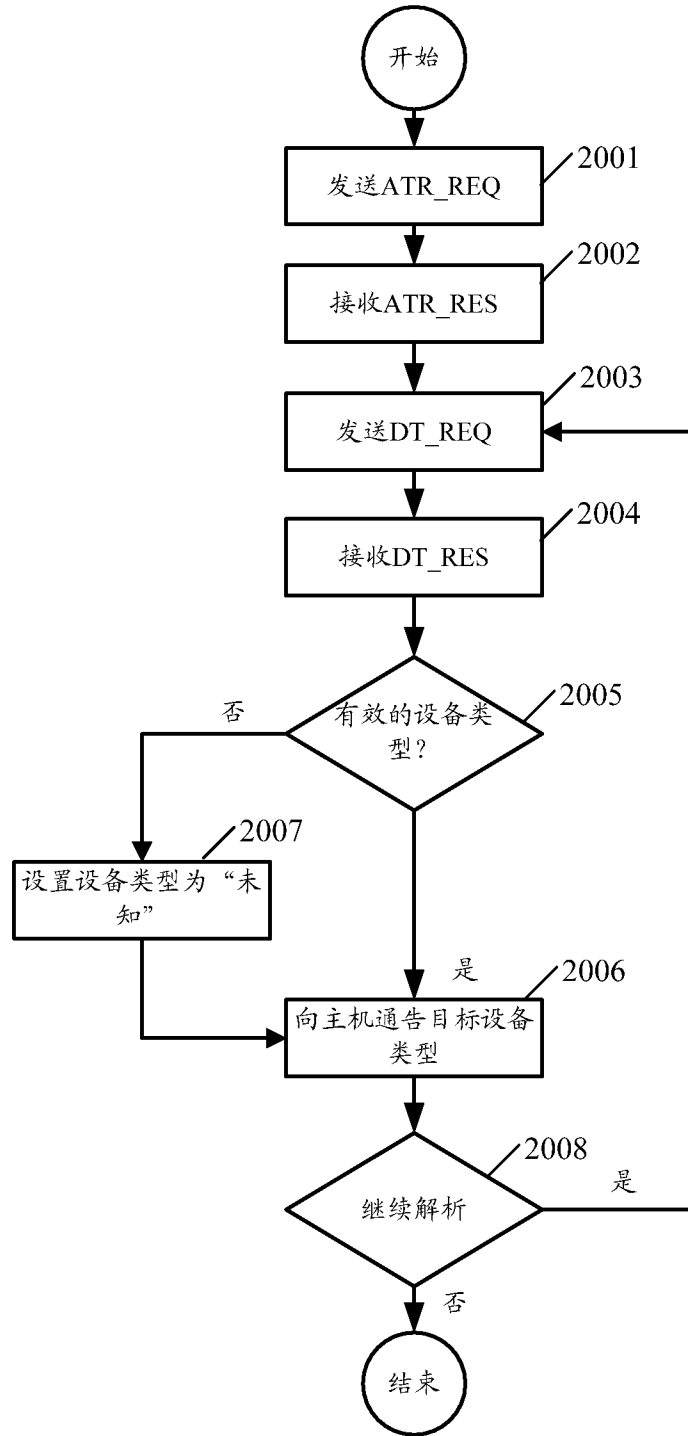 开始
2001
发送ATR_REQ
2002
接收ATR_RES
2003
发送DT_REQ
2004
接收DT_RES
2005
有效的设备类
型?
否
2007
设置设备类型为“未
知”
是
2006
向主机通告目标设备
类型
2008
继续解析
是
否
结束